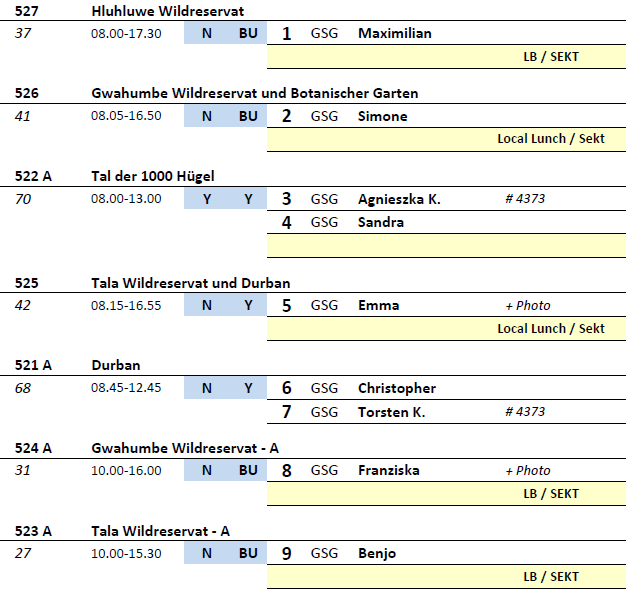 527 Hluhluwe Wildreservat
37 08.00-17.30 N BU 1 GSG Maximilian
LB / SEKT
526 Gwahumbe Wildreservat und Botanischer Garten
41 08.05-16.50 N BU 2 GSG Simone
Local Lunch / Sekt
522 A Tal der 1000 Hügel
70 08.00-13.00 Y Y 3 GSG Agnieszka K. # 4373
4 GSG Sandra
525 Tala Wildreservat und Durban
42 08.15-16.55 N Y 5 GSG Emma + Photo
Local Lunch / Sekt
521 A Durban
68 08.45-12.45 N Y 6 GSG Christopher
7 GSG Torsten K. # 4373
524 A Gwahumbe Wildreservat - A
31 10.00-16.00 N BU 8 GSG Franziska + Photo
LB / SEKT
523 A Tala Wildreservat - A
27 10.00-15.30 N BU 9 GSG Benjo
LB / SEKT